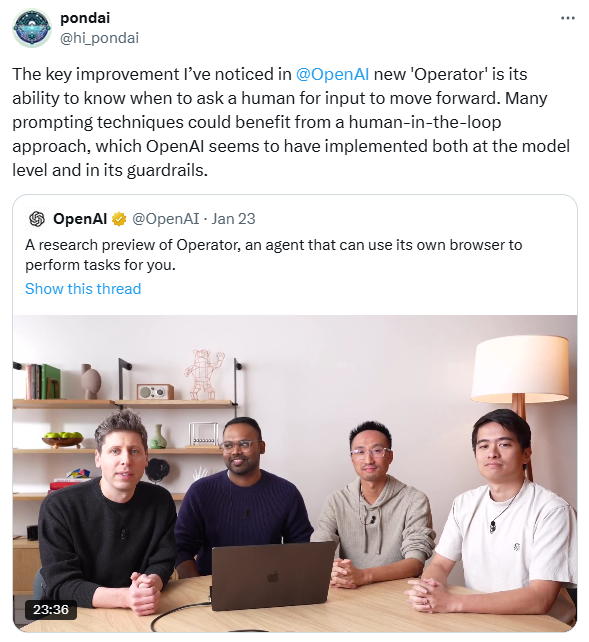 pondai
@hi_pondai
The key improvement I’ve noticed in @OpenAI new 'Operator' is its
ability to know when to ask a human for input to move forward. Many
prompting techniques could benefit from a human-in-the-loop
approach, which OpenAI seems to have implemented both at the model
level and in its guardrails.
OpenAI @OpenAI · Jan 23
A research preview of Operator, an agent that can use its own browser to
perform tasks for you.
Show this thread
23:36